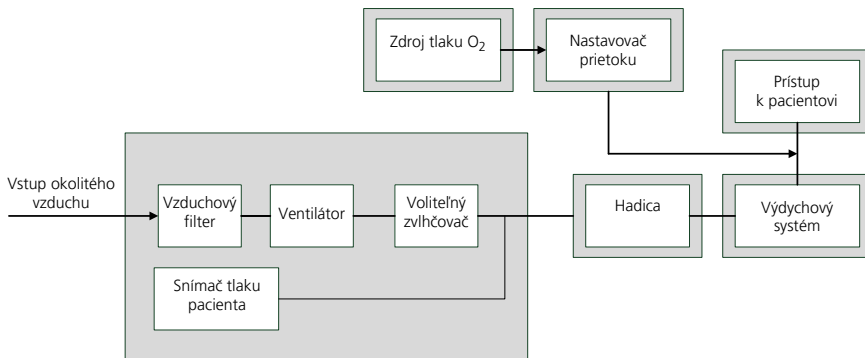 Zdroj tlaku O2
Nastavovač
prietoku
Prístup
k pacientovi
Vstup okolitého
vzduchu
Vzduchový
filter
Ventilátor
Voliteľný
zvlhčovač
Hadica
Výdychový
systém
Snímač tlaku
pacienta